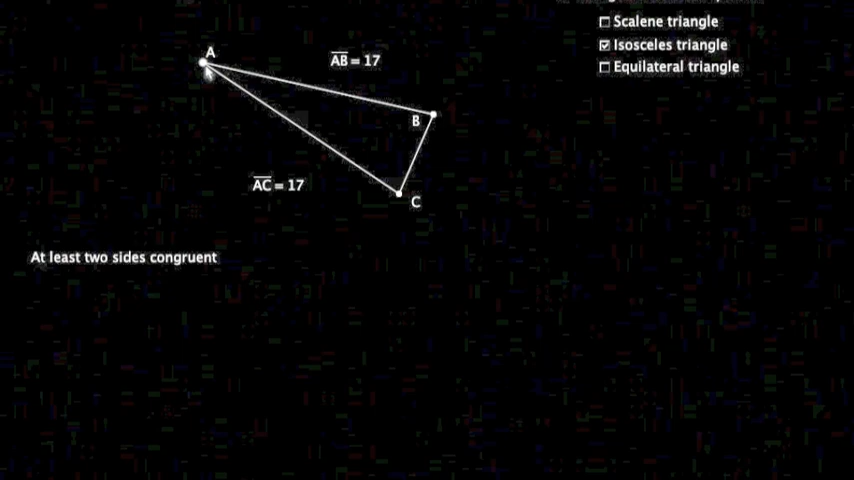 Scalene triangle
Isosceles triangle
Equilateral triangle
A
AB = 17
B
AC = 17
C
At least two sides congruent